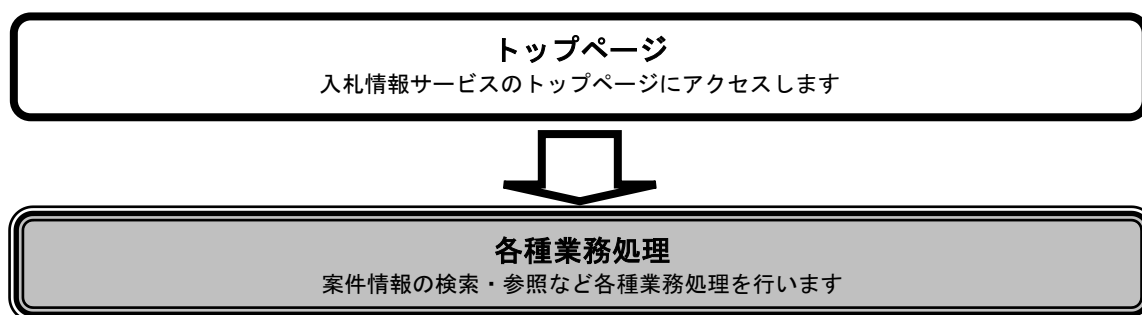 トップページ
入札情報サービスのトップページにアクセスします
各種業務処理
案件情報の検索・参照など各種業務処理を行います